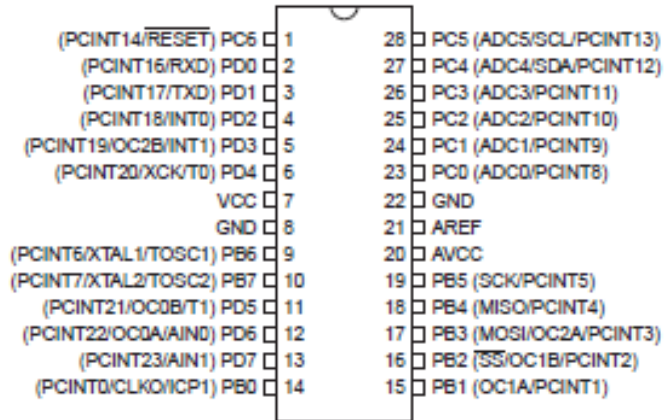 (PCINT14/RESET) PC6 1 28 PC5 (ADC5/SCL/PCINT13)
(PCINT16/RXD) PD0 2 27 PC4 (ADC4/SDA/PCINT12)
(PCINT17/TXD) PD1 3 26 PC3 (ADC3/PCINT11)
(PCINT18/INT0) PD2 4 25 PC2 (ADC2/PCINT10)
(PCINT19/OC2B/INT1) PD3 5 24 PC1 (ADC1/PCINT9)
(PCINT20/XCK/T0) PD4 6 23 PC0 (ADC0/PCINT8)
VCC 7 22 GND
GND 8 21 AREF
(PCINT6/XTAL1/TOSC1) PB6 9 20 AVCC
(PCINT7/XTAL2/TOSC2) PB7 10 19 PB5 (SCK/PCINT5)
(PCINT21/OC0B/T1) PD5 11 18 PB4 (MISO/PCINT4)
(PCINT22/OC0A/AIN0) PD6 12 17 PB3 (MOSI/OC2A/PCINT3)
(PCINT23/AIN1) PD7 13 16 PB2 (SS/OC1B/PCINT2)
(PCINT0/CLKO/ICP1) PB0 14 15 PB1 (OC1A/PCINT1)